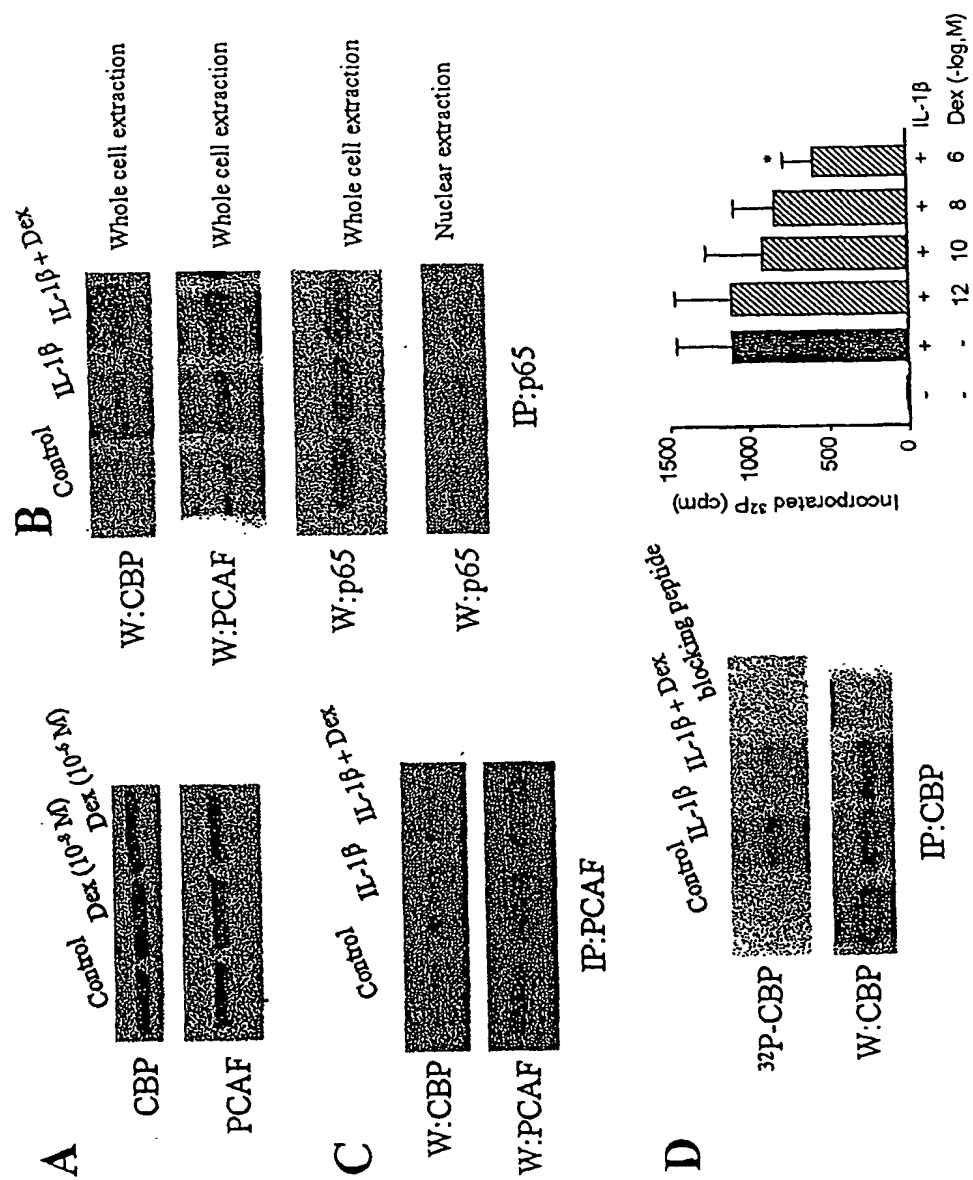 A
Control Dex (10⁻⁸ M) Dex (10⁻⁶ M)
CBP
PCAF
B
Control IL-1β IL-1β + Dex
W:CBP Whole cell extraction
W:PCAF Whole cell extraction
W:p65 Whole cell extraction
W:p65 Nuclear extraction
IP:p65
C
Control IL-1β IL-1β + Dex
W:CBP
W:PCAF
IP:PCAF
D
Control IL-1β IL-1β + Dex blocking peptide
³²P-CBP
W:CBP
IP:CBP
Incorporated ³²P (cpm)
1500
1000
500
0
*
- + + + + + IL-1β
- - 12 10 8 6 Dex (-log,M)